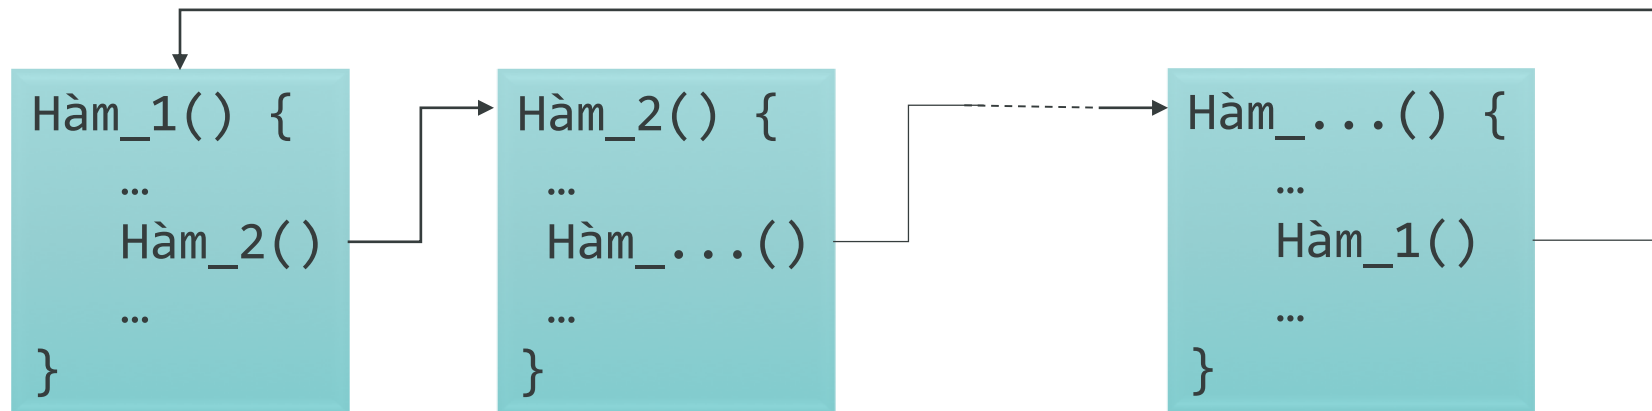 Hàm_1() {
…
Hàm_2()
…
}
Hàm_2() {
…
Hàm_...()
…
}
Hàm_...() {
…
Hàm_1()
…
}